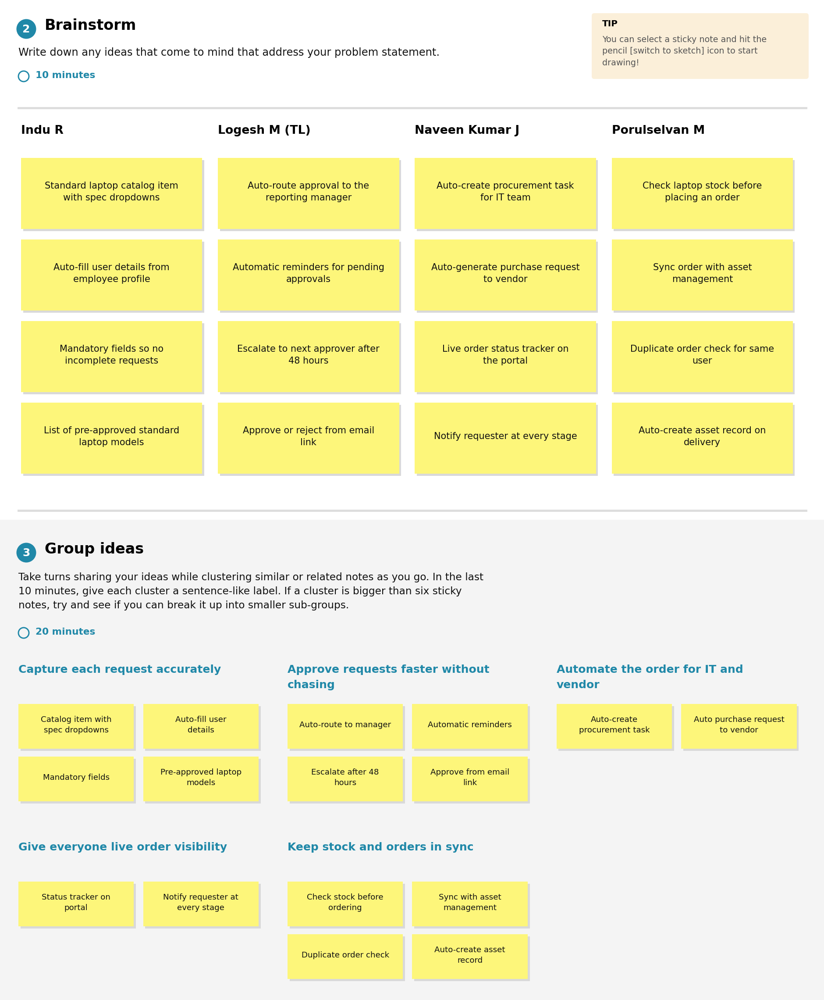 2
Brainstorm
Write down any ideas that come to mind that address your problem statement.
10 minutes
TIP
You can select a sticky note and hit the
pencil [switch to sketch] icon to start
drawing!
Indu R
Logesh M (TL)
Naveen Kumar J
Porulselvan M
Standard laptop catalog item
with spec dropdowns
Auto-route approval to the
reporting manager
Auto-create procurement task
for IT team
Check laptop stock before
placing an order
Auto-fill user details from
employee profile
Automatic reminders for pending
approvals
Auto-generate purchase request
to vendor
Sync order with asset
management
Mandatory fields so no
incomplete requests
Escalate to next approver after
48 hours
Live order status tracker on
the portal
Duplicate order check for same
user
List of pre-approved standard
laptop models
Approve or reject from email
link
Notify requester at every stage
Auto-create asset record on
delivery
3
Group ideas
Take turns sharing your ideas while clustering similar or related notes as you go. In the last
10 minutes, give each cluster a sentence-like label. If a cluster is bigger than six sticky
notes, try and see if you can break it up into smaller sub-groups.
20 minutes
Capture each request accurately
Catalog item with
spec dropdowns
Auto-fill user
details
Mandatory fields
Pre-approved laptop
models
Approve requests faster without
chasing
Auto-route to manager
Automatic reminders
Escalate after 48
hours
Approve from email
link
Automate the order for IT and
vendor
Auto-create
procurement task
Auto purchase request
to vendor
Give everyone live order visibility
Status tracker on
portal
Notify requester at
every stage
Keep stock and orders in sync
Check stock before
ordering
Sync with asset
management
Duplicate order check
Auto-create asset
record